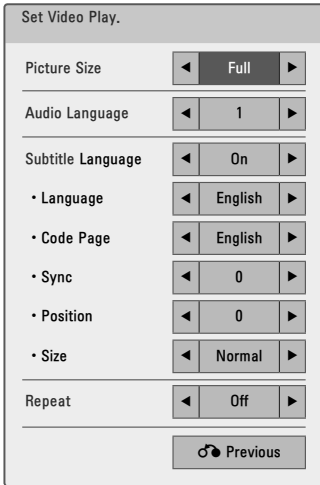 Set Video Play.
Picture Size ◀ Full ▶
Audio Language ◀ 1 ▶
Subtitle Language ◀ On ▶
• Language ◀ English ▶
• Code Page ◀ English ▶
• Sync ◀ 0 ▶
• Position ◀ 0 ▶
• Size ◀ Normal ▶
Repeat ◀ Off ▶
Previous